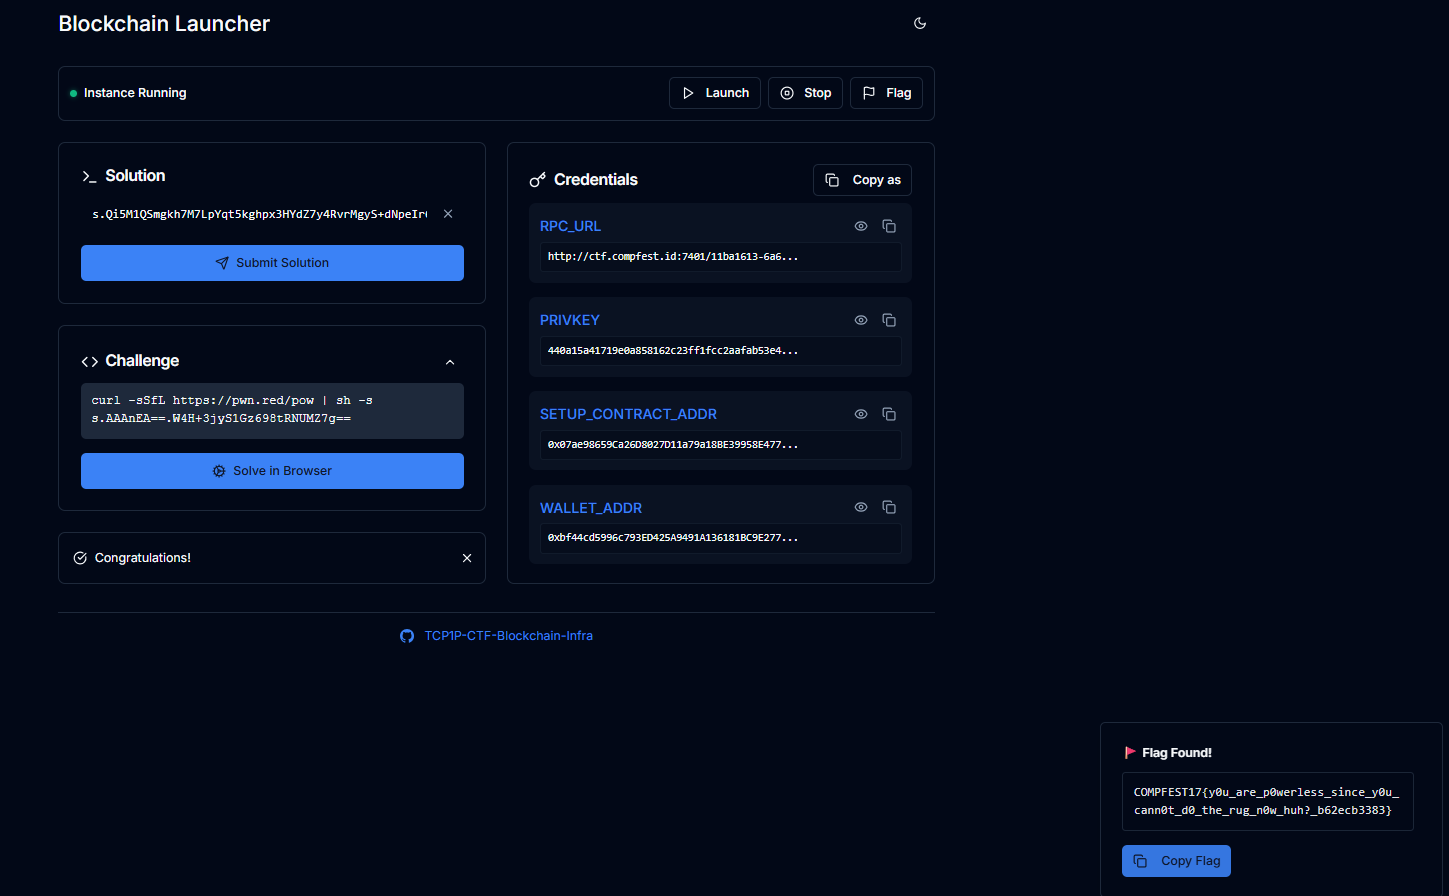 Blockchain Launcher
Instance Running
Launch
Stop
Flag
Solution
s.Qi5M1QSmgkh7M7LpYqt5kghpx3HYdZ7y4RvrMgyS+dNpeIr
Submit Solution
Challenge
curl -sSfL https://pwn.red/pow | sh -s
s.AAAnEA==.W4H+3jyS1Gz698tRNUMZ7g==
Solve in Browser
Congratulations!
Credentials
Copy as
RPC_URL
http://ctf.compfest.id:7401/11ba1613-6a6...
PRIVKEY
440a15a41719e0a858162c23ff1fcc2aafab53e4...
SETUP_CONTRACT_ADDR
0x07ae98659Ca26D8027D11a79a18BE39958E477...
WALLET_ADDR
0xbf44cd5996c793ED425A9491A136181BC9E277...
TCP1P-CTF-Blockchain-Infra
Flag Found!
COMPFEST17{y0u_are_p0werless_since_y0u_
cann0t_d0_the_rug_n0w_huh?_b62ecb3383}
Copy Flag